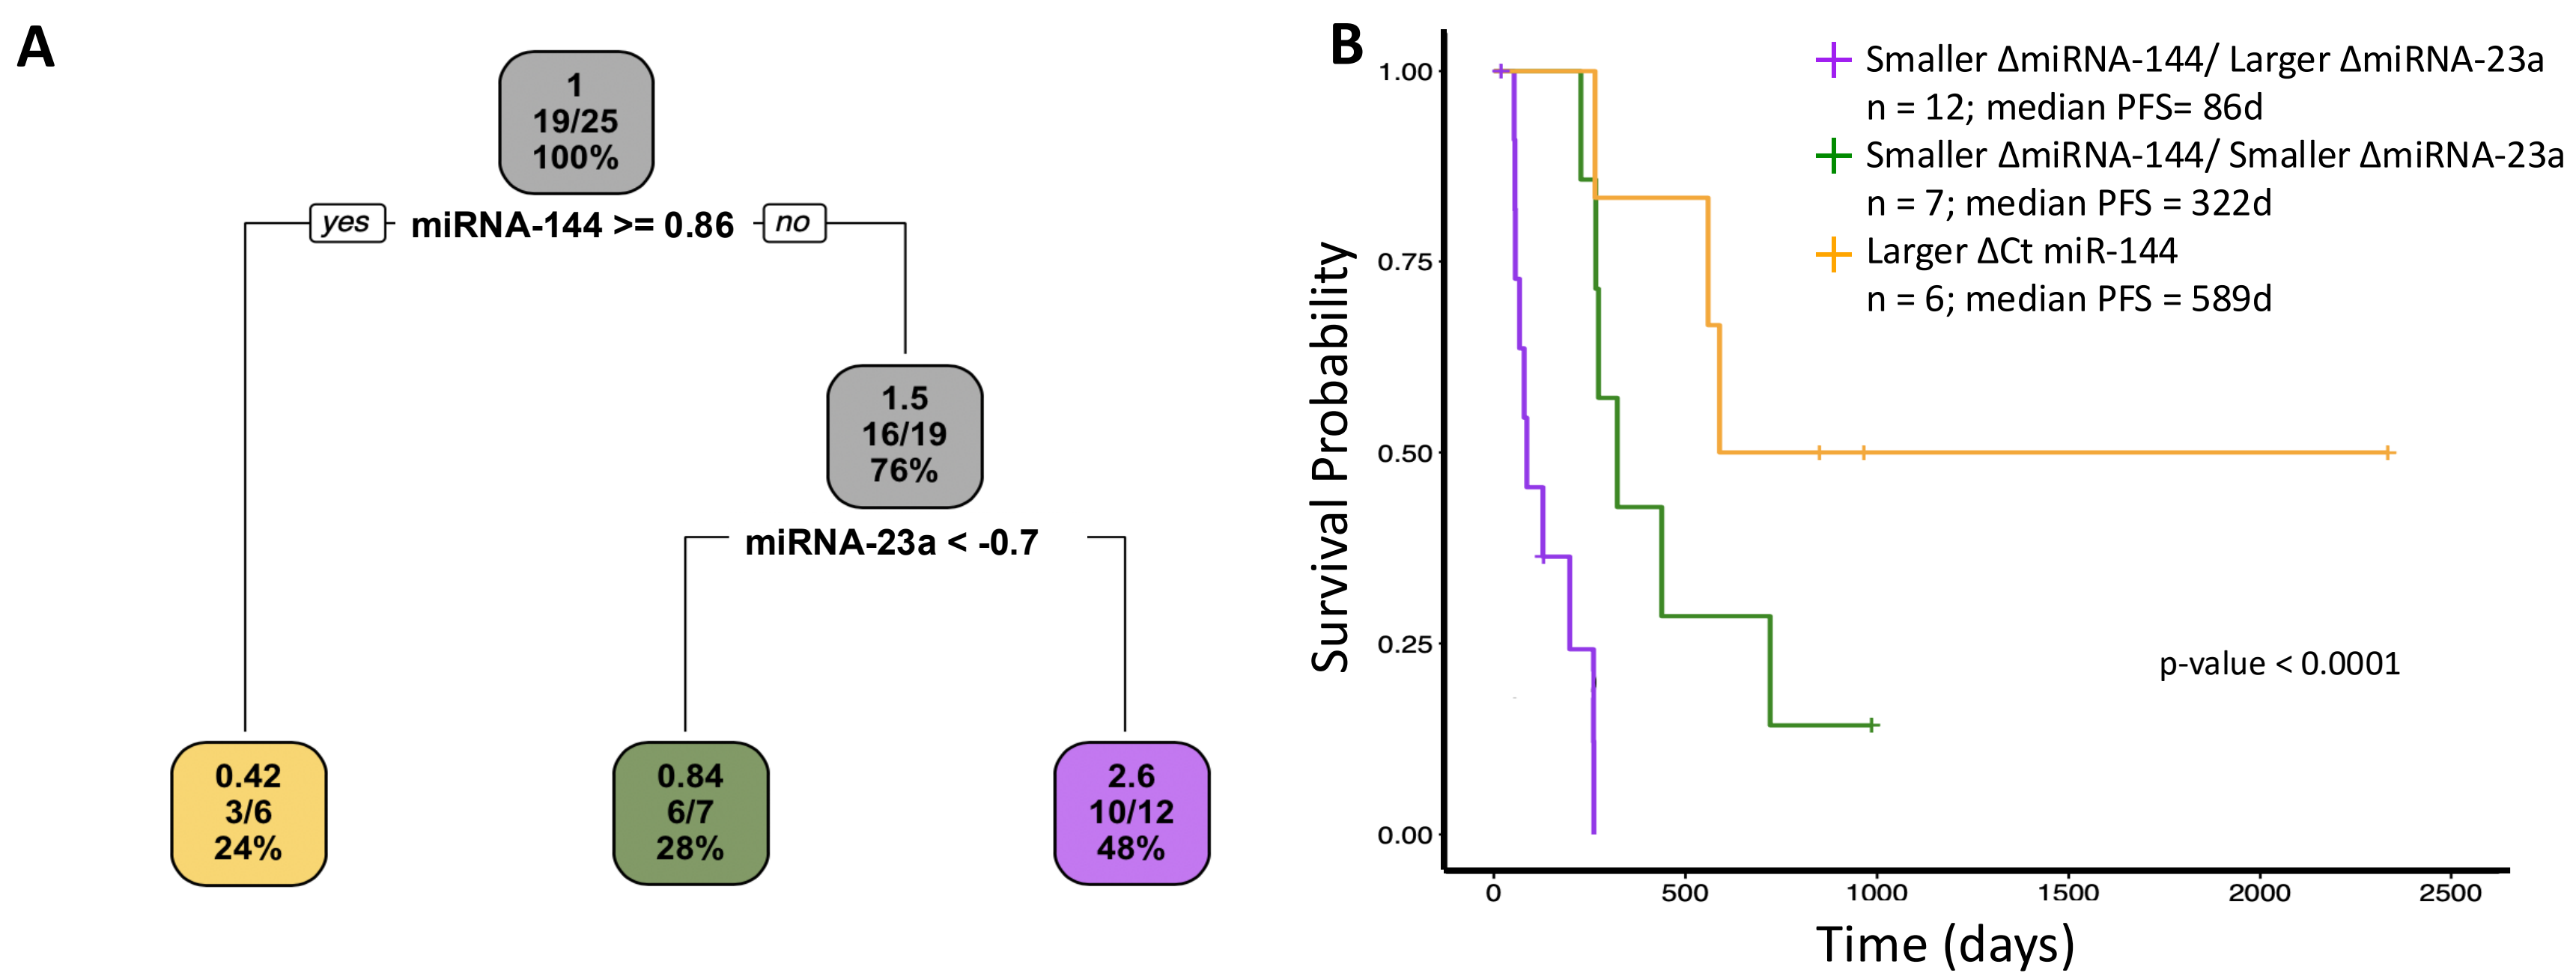 A
1
19/25
100%
yes
miRNA-144 >= 0.86
no
1.5
16/19
76%
miRNA-23a < -0.7
0.42
3/6
24%
0.84
6/7
28%
2.6
10/12
48%
B
Smaller ΔmiRNA-144/ Larger ΔmiRNA-23a
n = 12; median PFS= 86d
Smaller ΔmiRNA-144/ Smaller ΔmiRNA-23a
n = 7; median PFS = 322d
Larger ΔCt miR-144
n = 6; median PFS = 589d
Survival Probability
1.00
0.75
0.50
0.25
0.00
p-value < 0.0001
0
500
1000
1500
2000
2500
Time (days)